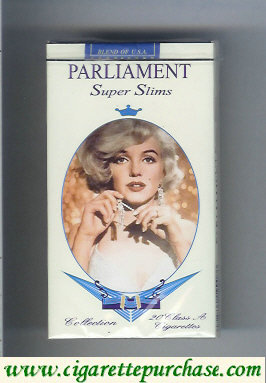 BLEND OF U.S.A.
PARLIAMENT
Super Slims
Collection
20 Class A
Cigarettes
www.cigarettepurchase.com